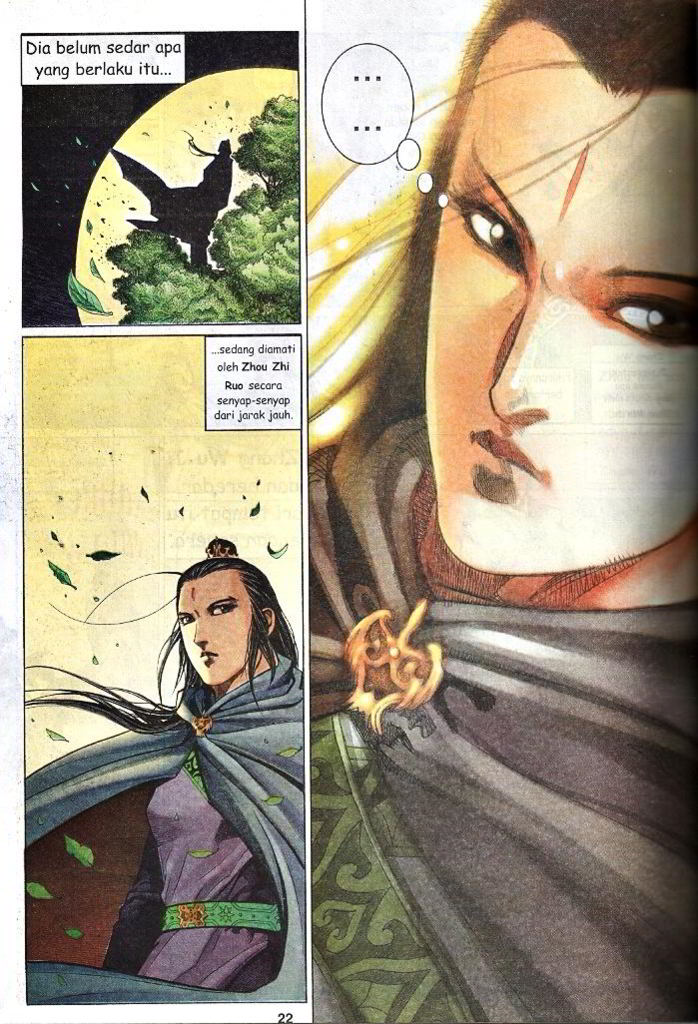 Dia belum sedar apa
yang berlaku itu...
...sedang diamati
oleh Zhou Zhi
Ruo secara
senyap-senyap
dari jarak jauh.
...
...
22